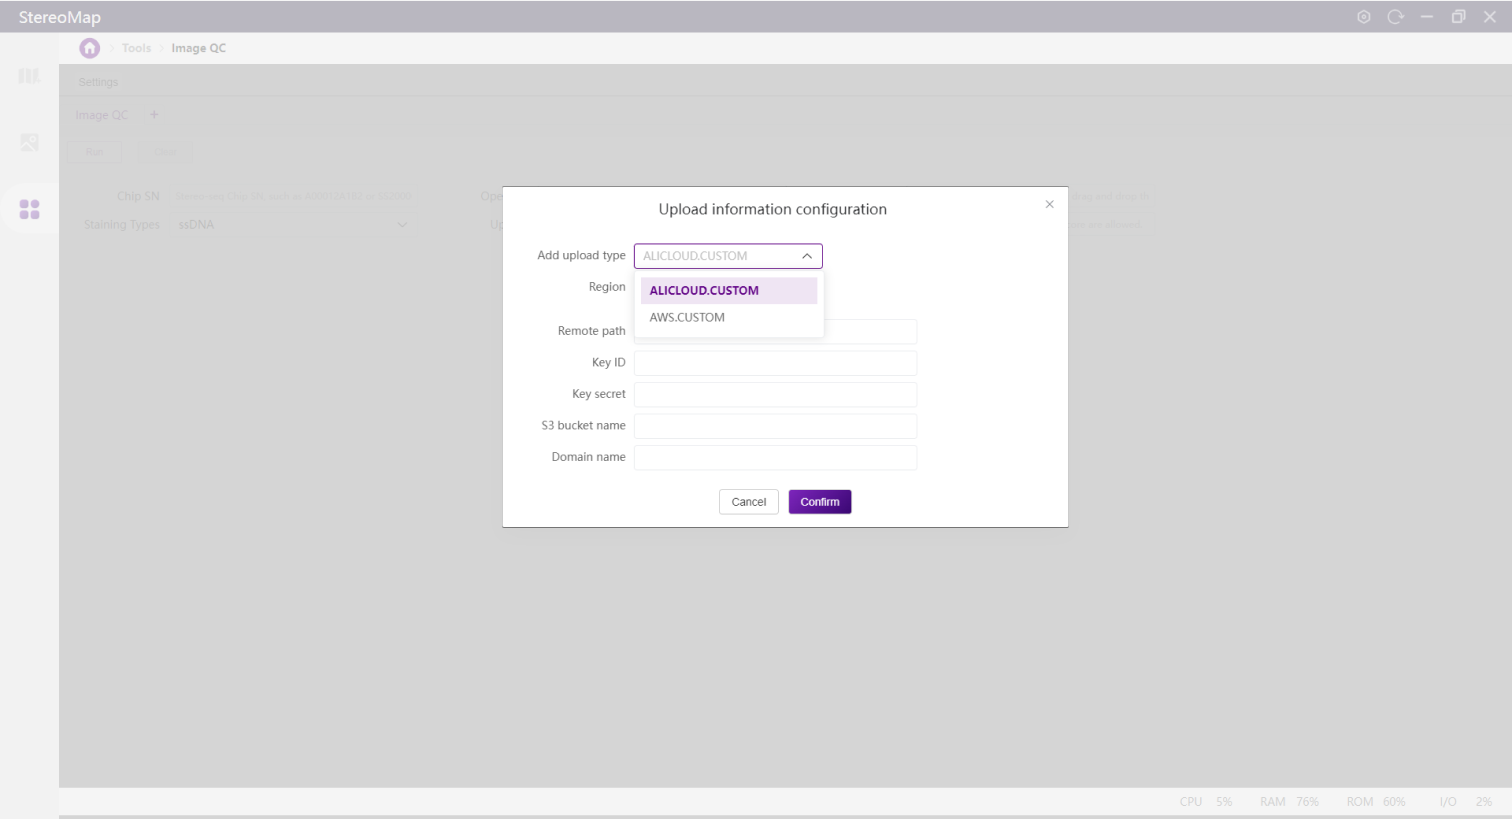 StereoMap
Tools Image QC
Settings
Image QC +
Run
Chip SN
Staining Types ssDNA
Upload information configuration
Add upload type ALICLOUD.CUSTOM
ALICLOUD.CUSTOM
AWS.CUSTOM
Region
Remote path
Key ID
Key secret
S3 bucket name
Domain name
Cancel Confirm
CPU 5% RAM 76% ROM 60% I/O 2%